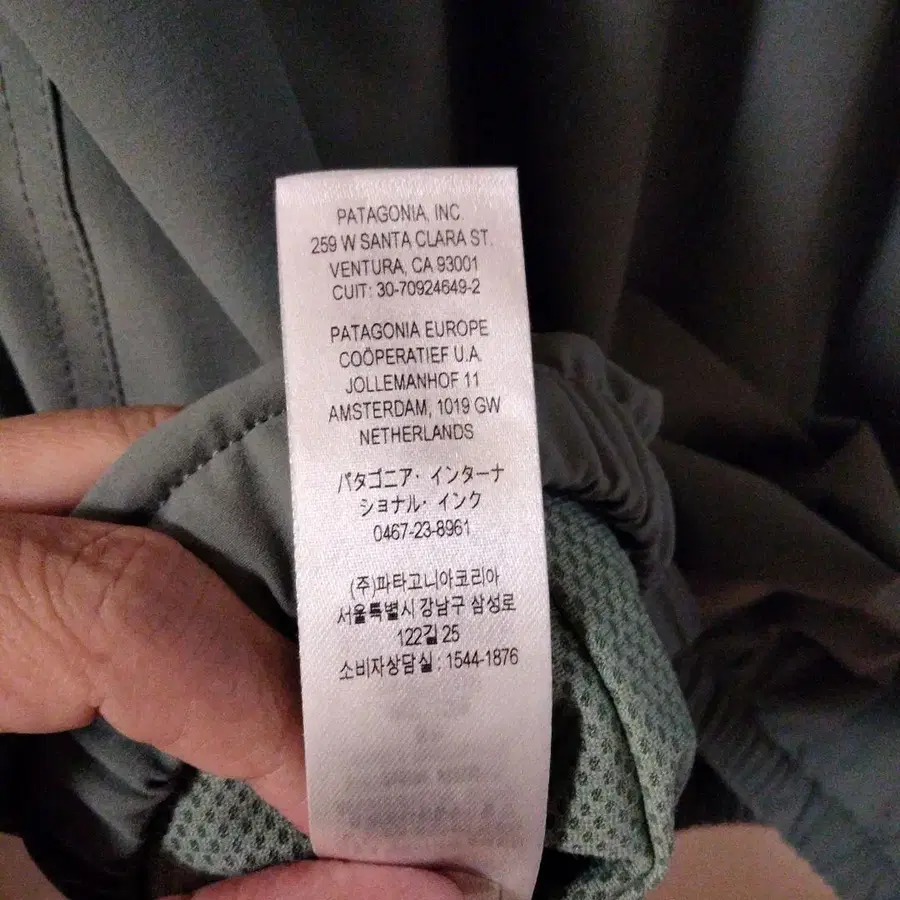 PATAGONIA, INC.
259 W SANTA CLARA ST.
VENTURA, CA 93001
CUIT: 30-70924649-2
PATAGONIA EUROPE
COÖPERATIEF U.A.
JOLLEMANHOF 11
AMSTERDAM, 1019 GW
NETHERLANDS
パタゴニア・インターナ
ショナル・インク
0467-23-8961
(주)파타고니아코리아
서울특별시 강남구 삼성로
122길 25
소비자상담실 : 1544-1876